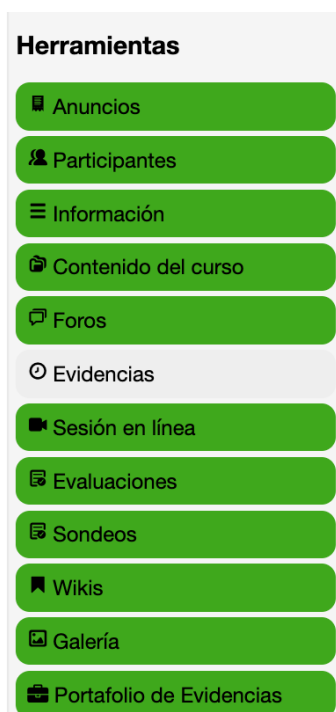 Herramientas
Anuncios
Participantes
Información
Contenido del curso
Foros
Evidencias
Sesión en línea
Evaluaciones
Sondeos
Wikis
Galería
Portafolio de Evidencias